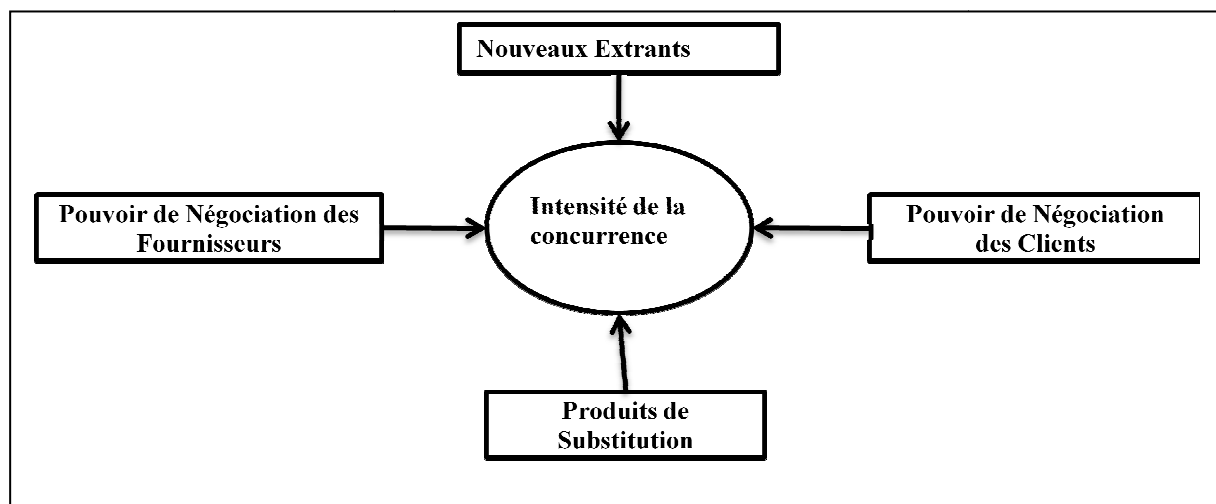 Nouveaux Extrants
Pouvoir de Négociation des
Fournisseurs
Intensité de la
concurrence
Pouvoir de Négociation
des Clients
Produits de
Substitution